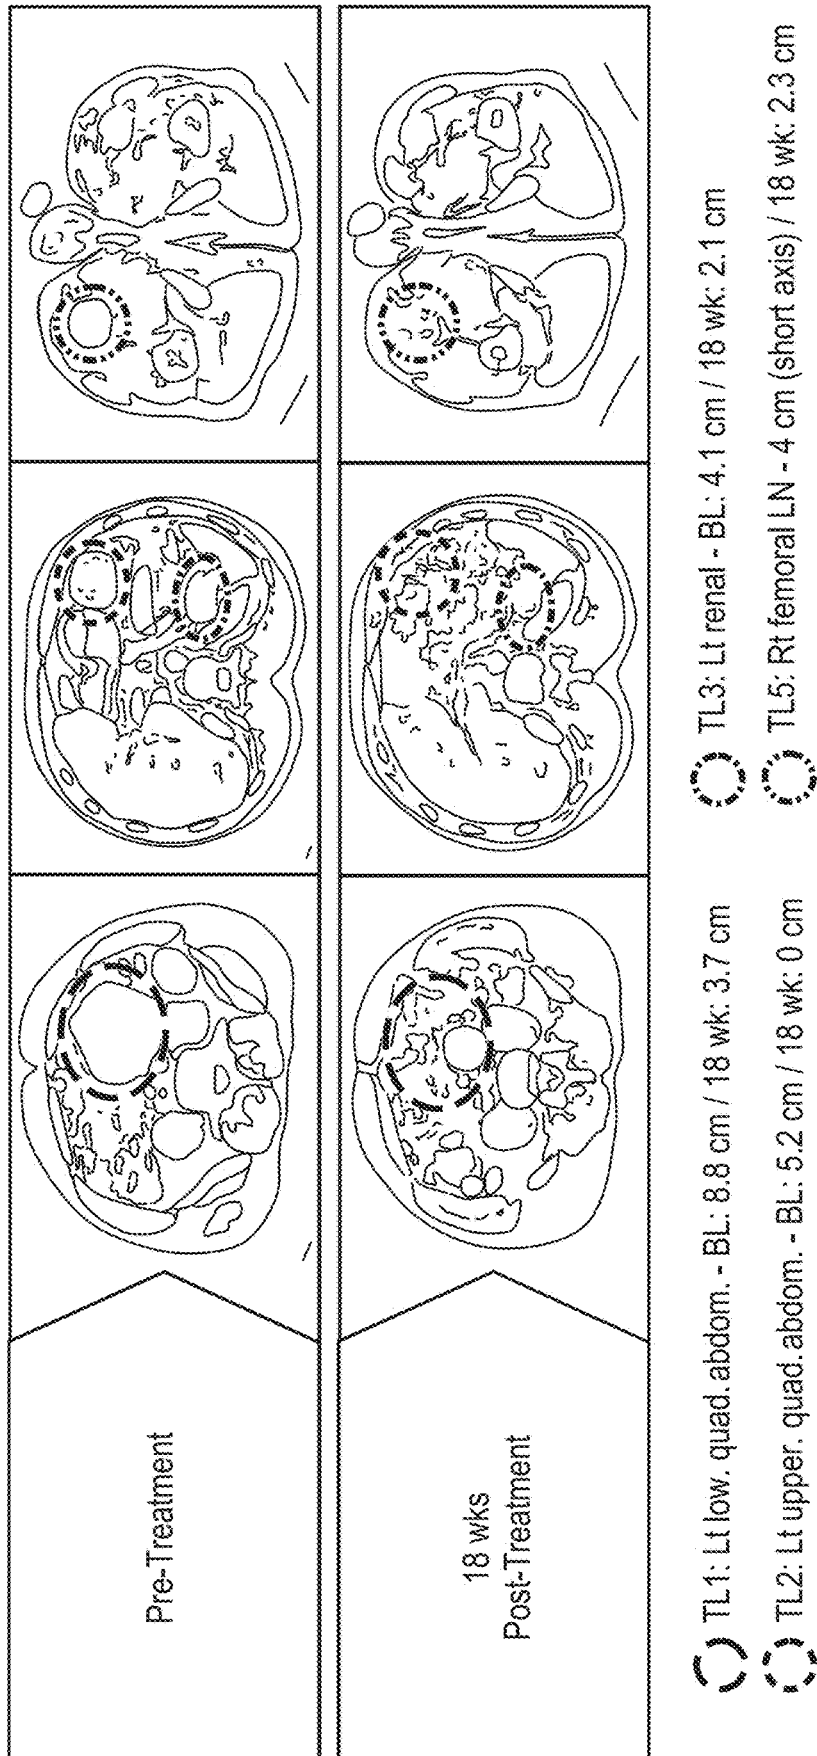 Pre-Treatment
18 wks
Post-Treatment
TL1: Lt low. quad. abdom. - BL: 8.8 cm / 18 wk: 3.7 cm
TL3: Lt renal - BL: 4.1 cm / 18 wk: 2.1 cm
TL2: Lt upper. quad. abdom. - BL: 5.2 cm / 18 wk: 0 cm
TL5: Rt femoral LN - 4 cm (short axis) / 18 wk: 2.3 cm